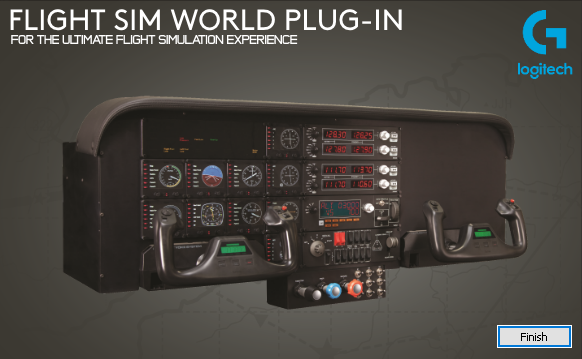 FLIGHT SIM WORLD PLUG-IN
FOR THE ULTIMATE FLIGHT SIMULATION EXPERIENCE
logitech
Finish